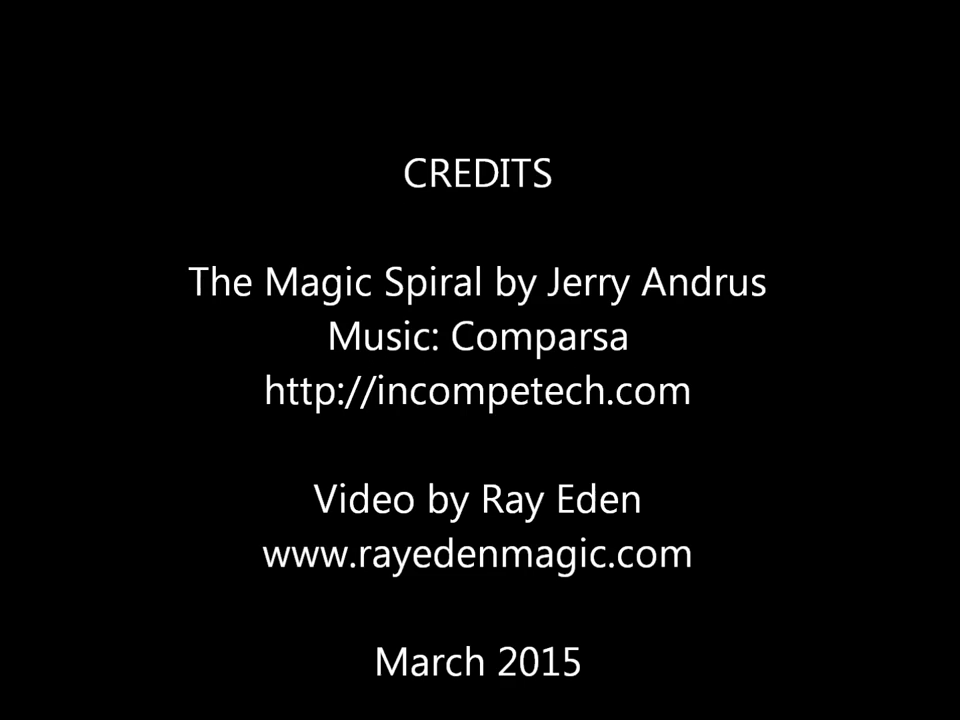 CREDITS
The Magic Spiral by Jerry Andrus
Music: Comparsa
http://incompetech.com
Video by Ray Eden
www.rayedenmagic.com
March 2015